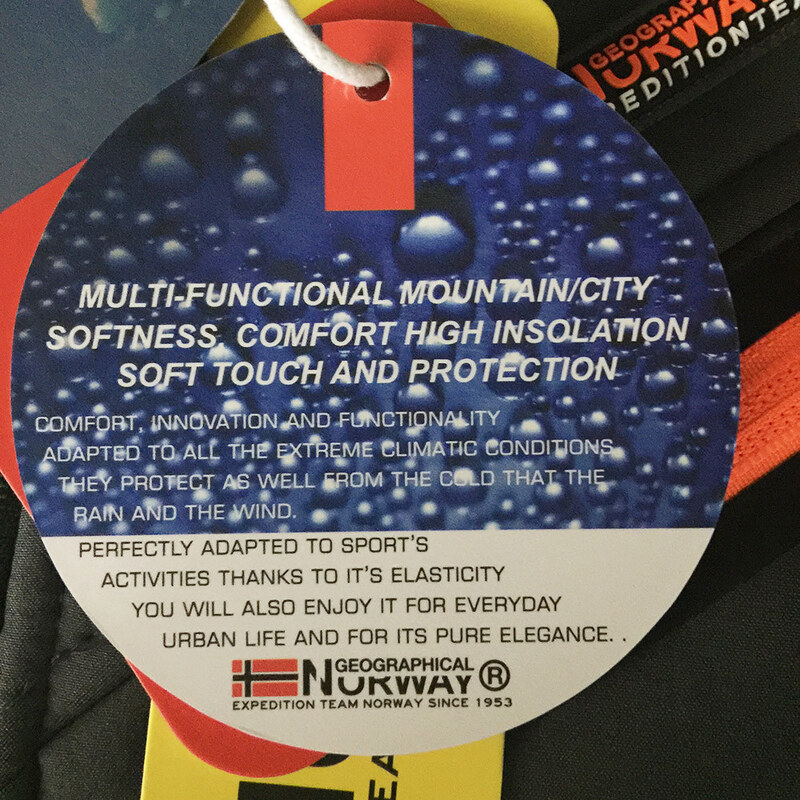 GEOGRAPHI
NORWAY
PEDITIONTEA
MULTI-FUNCTIONAL MOUNTAIN/CITY
SOFTNESS, COMFORT HIGH INSOLATION
SOFT TOUCH AND PROTECTION
COMFORT, INNOVATION AND FUNCTIONALITY
ADAPTED TO ALL THE EXTREME CLIMATIC CONDITIONS
THEY PROTECT AS WELL FROM THE COLD THAT THE
RAIN AND THE WIND.
PERFECTLY ADAPTED TO SPORT'S
ACTIVITIES THANKS TO IT'S ELASTICITY
YOU WILL ALSO ENJOY IT FOR EVERYDAY
URBAN LIFE AND FOR ITS PURE ELEGANCE. .
GEOGRAPHICAL
NORWAY ®
EXPEDITION TEAM NORWAY SINCE 1953